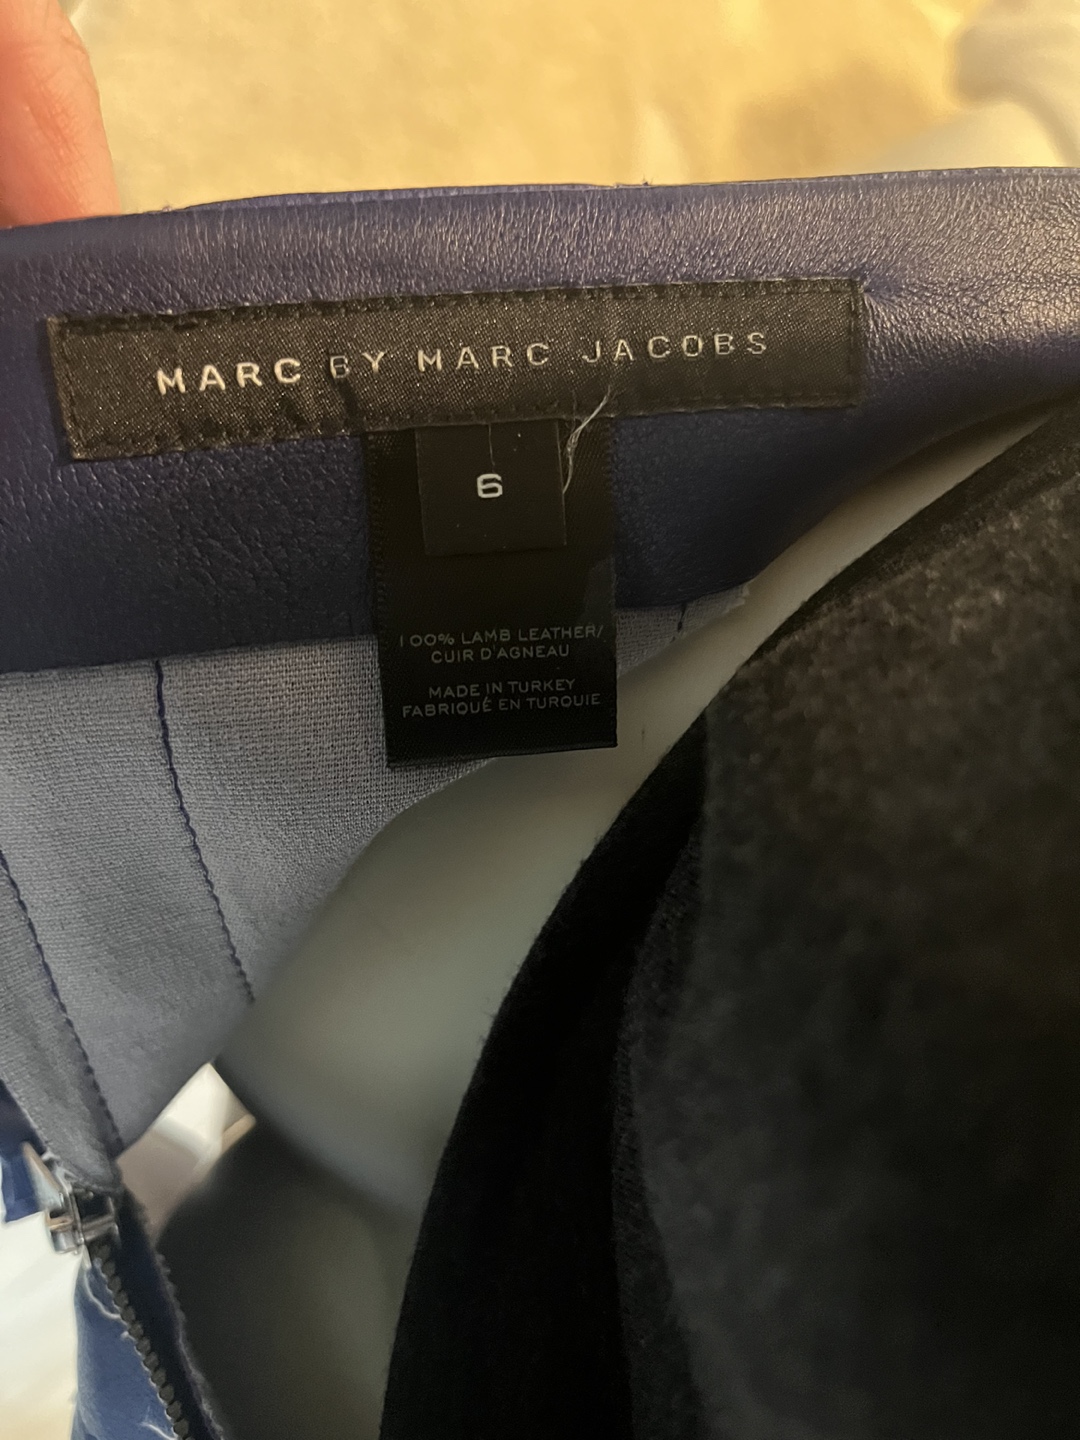 MARC BY MARC JACOBS
6
100% LAMB LEATHER/
CUIR D'AGNEAU
MADE IN TURKEY
FABRIQUÉ EN TURQUIE